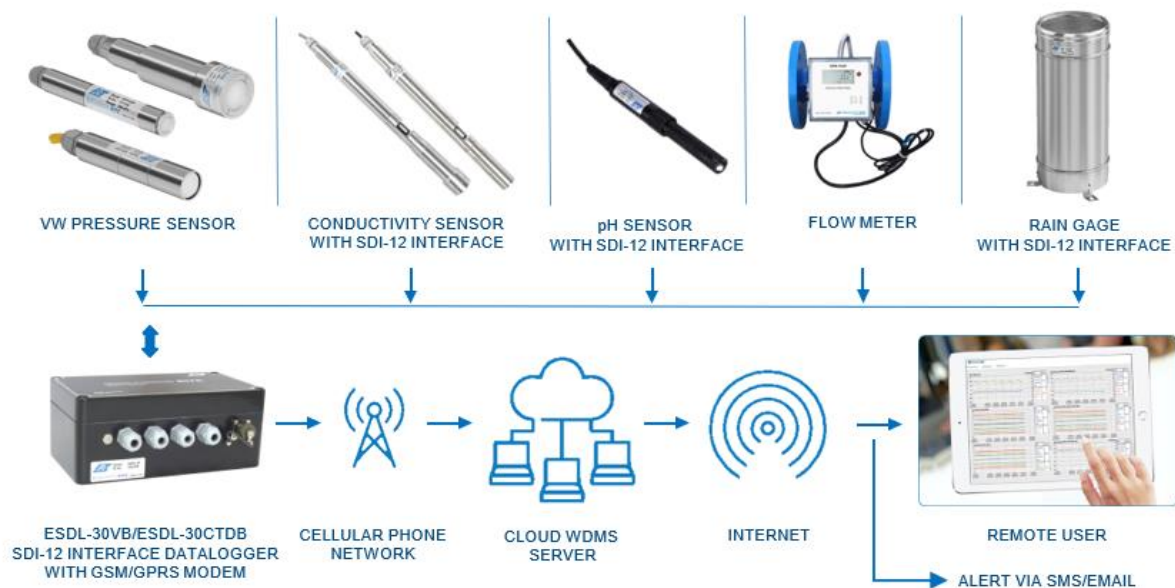 VW PRESSURE SENSOR
CONDUCTIVITY SENSOR
WITH SDI-12 INTERFACE
pH SENSOR
WITH SDI-12 INTERFACE
FLOW METER
RAIN GAGE
WITH SDI-12 INTERFACE
ESDL-30VB/ESDL-30CTDB
SDI-12 INTERFACE DATALOGGER
WITH GSM/GPRS MODEM
CELLULAR PHONE
NETWORK
CLOUD WDMS
SERVER
INTERNET
REMOTE USER
ALERT VIA SMS/EMAIL